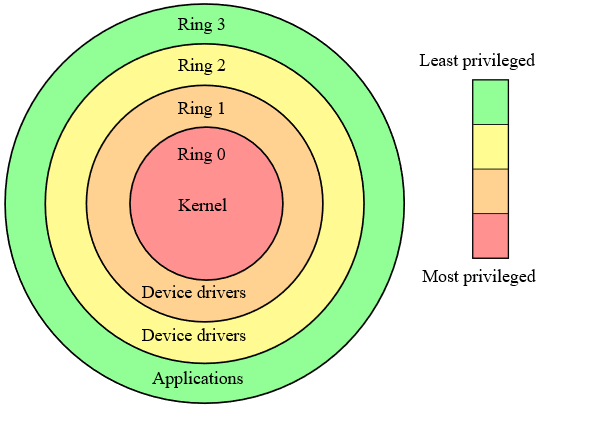 Ring 3
Ring 2
Ring 1
Ring 0
Kernel
Device drivers
Device drivers
Applications
Least privileged
Most privileged